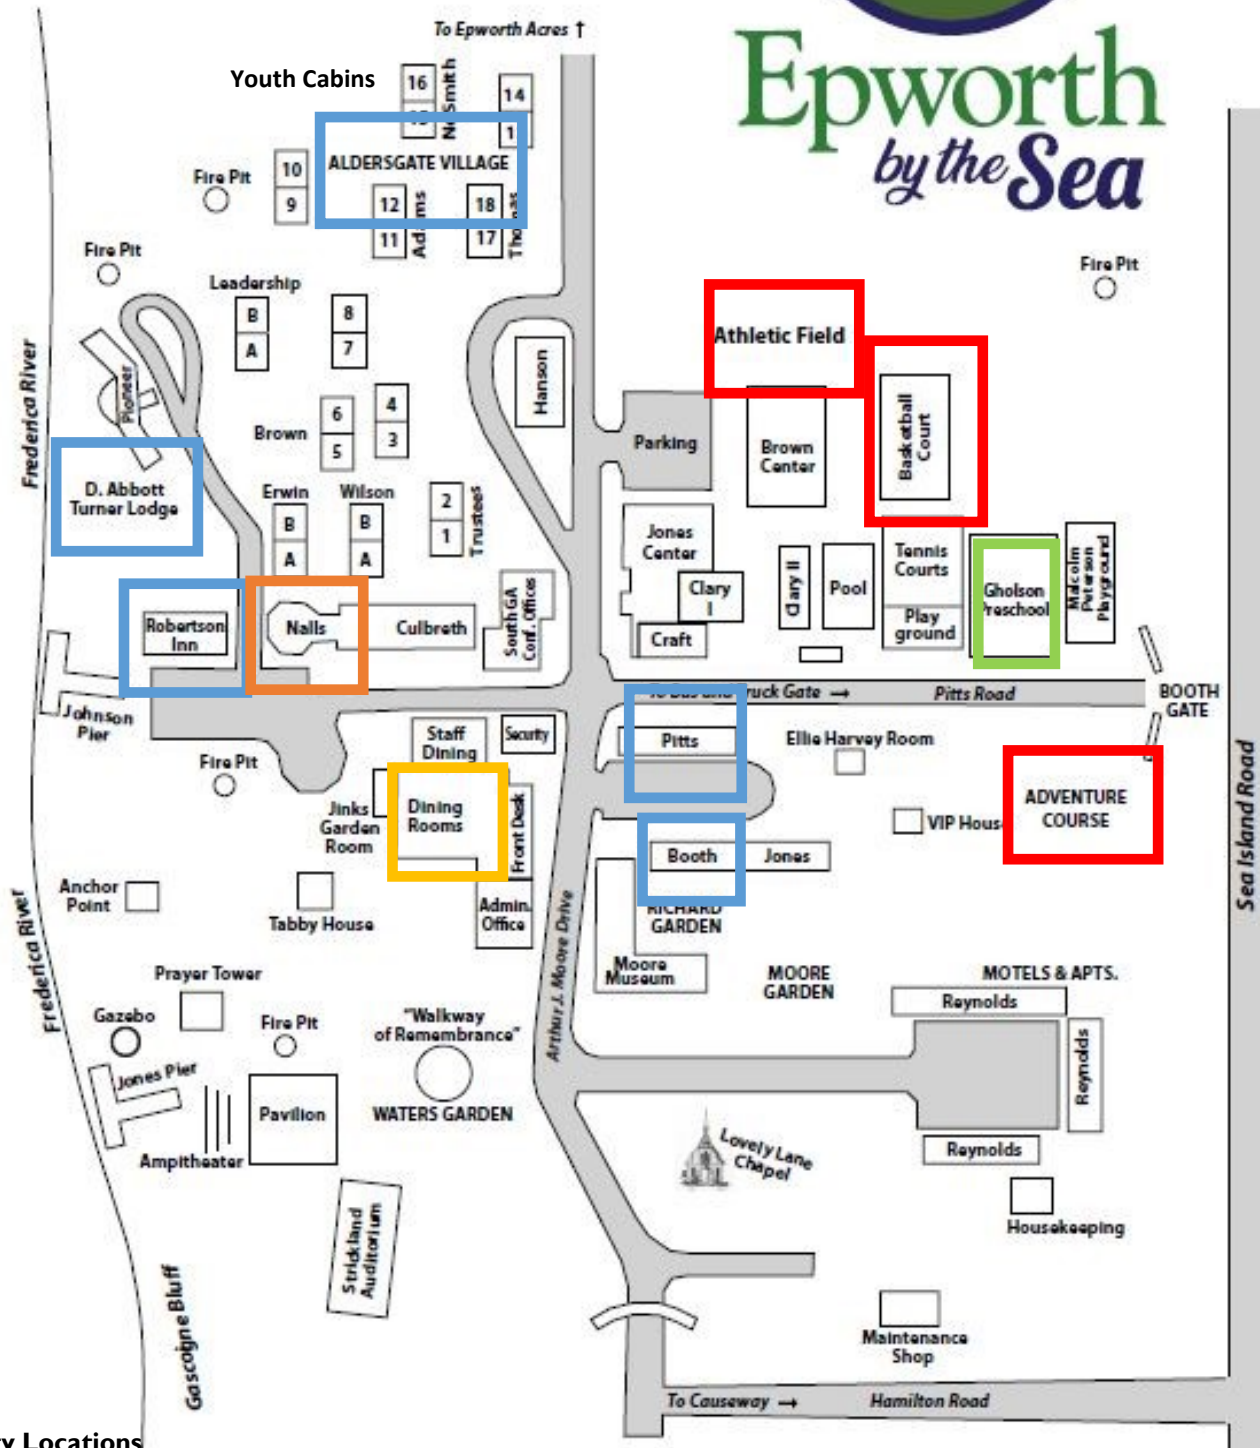 To Epworth Acres ↑
Epworth
by the Sea
Youth Cabins
16
14
ALDERSGATE VILLAGE
Fire Pit
10
9
12
11
18
17
Fire Pit
Leadership
B
A
8
7
Fire Pit
Athletic Field
Basketball
Court
Hanson
Pioneer
Frederica River
Brown
6
5
4
3
Parking
Brown
Center
D. Abbott
Turner Lodge
Erwin
B
A
Wilson
B
A
2
1
Trustees
Jones
Center
Clary
I
Craft
Clary II
Pool
Tennis
Courts
Play
ground
Gholson
Preschool
Malcolm
Peterson
Playground
Robertson
Inn
Nalls
Culbreth
South GA
Conf. Offices
Johnson
Pier
To Bus and Truck Gate →
Pitts Road
BOOTH
GATE
Staff
Dining
Security
Pitts
Ellie Harvey Room
Fire Pit
Jinks
Garden
Room
Dining
Rooms
Front Desk
VIP House
ADVENTURE
COURSE
Sea Island Road
Booth
Jones
Anchor
Point
Tabby House
Admin.
Office
RICHARD
GARDEN
Arthur J. Moore Drive
Frederica River
Moore
Museum
MOORE
GARDEN
MOTELS & APTS.
Reynolds
Reynolds
Reynolds
Prayer Tower
Gazebo
Fire Pit
"Walkway
of Remembrance"
WATERS GARDEN
Jones Pier
Pavilion
Ampitheater
Lovely Lane
Chapel
Housekeeping
Strickland
Auditorium
Gascoigne Bluff
Maintenance
Shop
To Causeway →
Hamilton Road
Locations